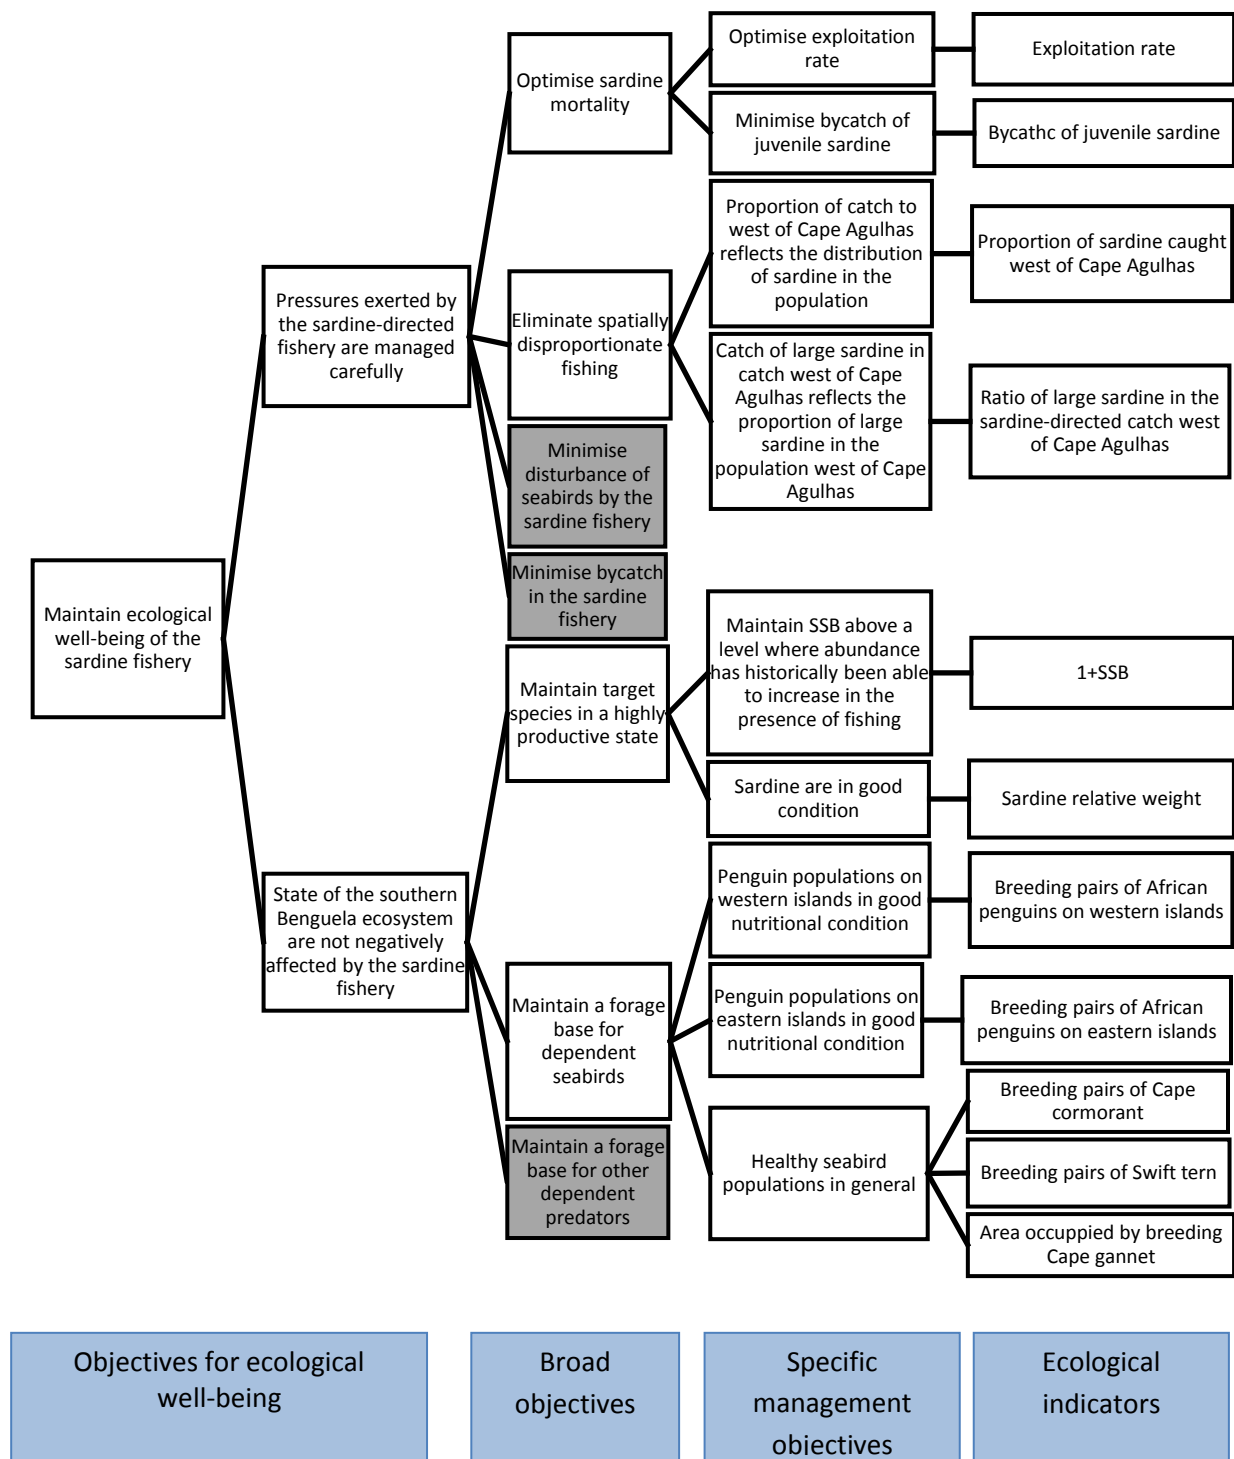 Optimise exploitation
rate
Exploitation rate
Optimise sardine
mortality
Minimise bycatch of
juvenile sardine
Bycathc of juvenile sardine
Proportion of catch to
west of Cape Agulhas
reflects the distribution
of sardine in the
population
Proportion of sardine caught
west of Cape Agulhas
Pressures exerted by
the sardine-directed
fishery are managed
carefully
Eliminate spatially
disproportionate
fishing
Catch of large sardine in
catch west of Cape
Agulhas reflects the
proportion of large
sardine in the
population west of Cape
Agulhas
Ratio of large sardine in the
sardine-directed catch west
of Cape Agulhas
Minimise
disturbance of
seabirds by the
sardine fishery
Minimise bycatch
in the sardine
fishery
Maintain ecological
well-being of the
sardine fishery
Maintain SSB above a
level where abundance
has historically been able
to increase in the
presence of fishing
1+SSB
Maintain target
species in a highly
productive state
Sardine are in good
condition
Sardine relative weight
State of the southern
Benguela ecosystem
are not negatively
affected by the sardine
fishery
Penguin populations on
western islands in good
nutritional condition
Breeding pairs of African
penguins on western islands
Maintain a forage
base for
dependent
seabirds
Penguin populations on
eastern islands in good
nutritional condition
Breeding pairs of African
penguins on eastern islands
Breeding pairs of Cape
cormorant
Maintain a forage
base for other
dependent
predators
Healthy seabird
populations in general
Breeding pairs of Swift tern
Area occuppied by breeding
Cape gannet
Objectives for ecological
well-being
Broad
objectives
Specific
management
objectives
Ecological
indicators